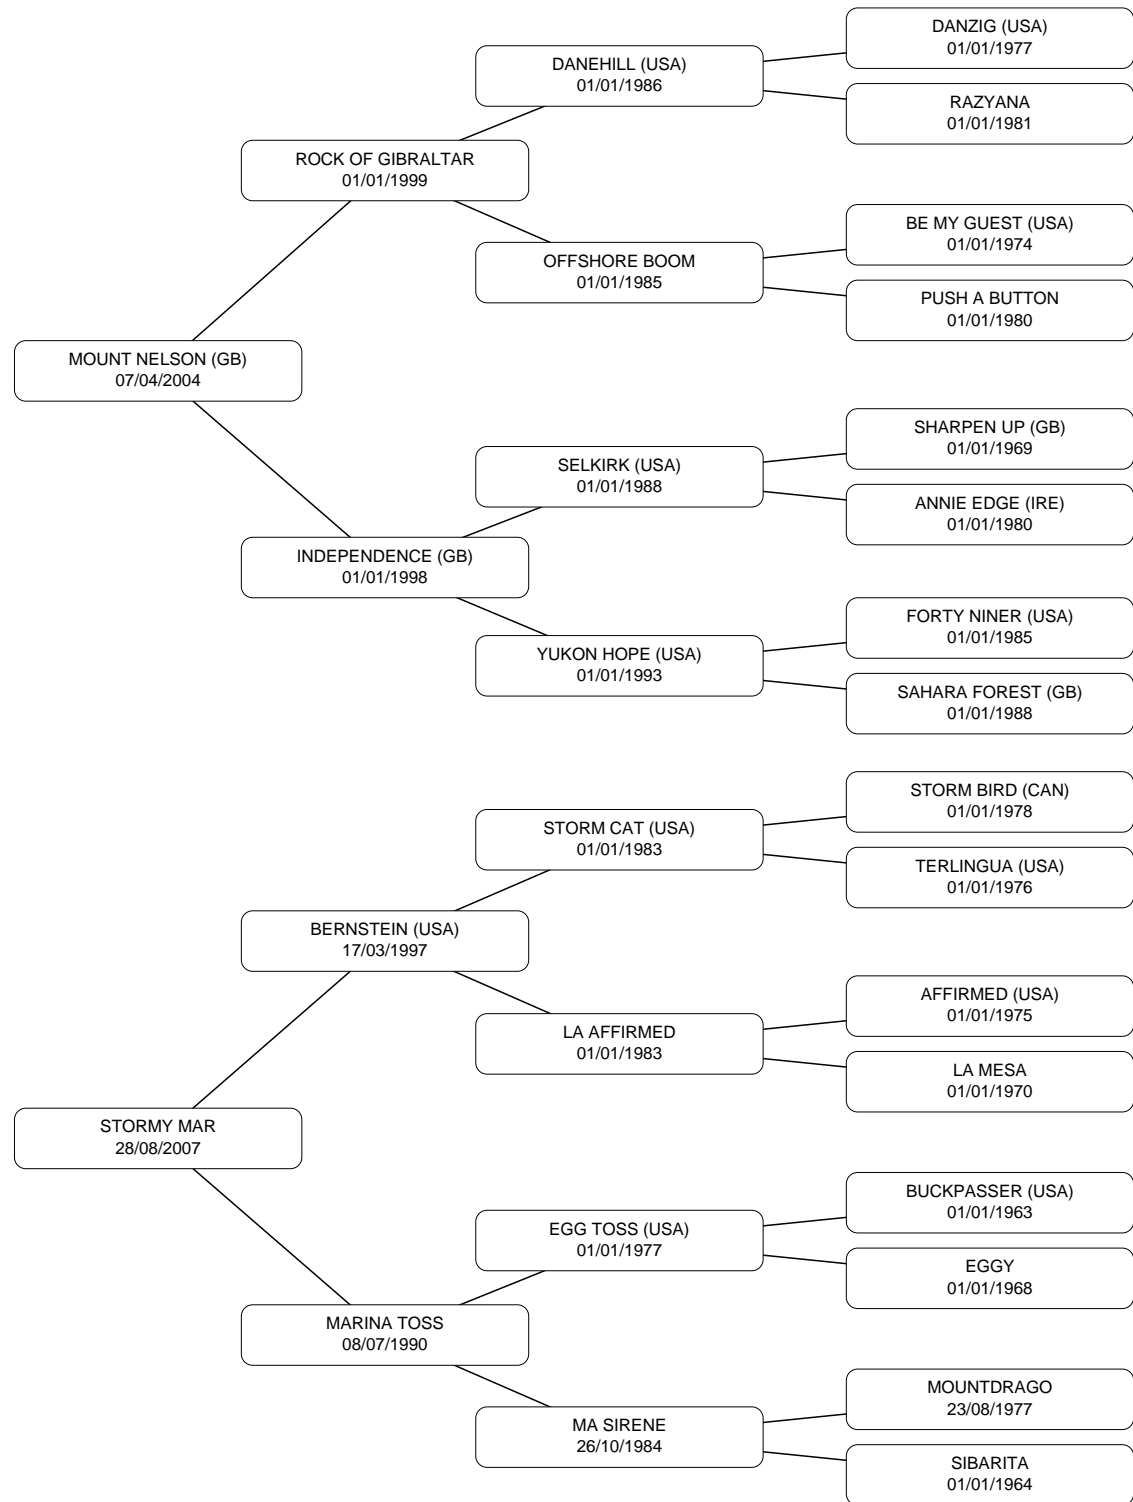 DANZIG (USA)
01/01/1977
DANEHILL (USA)
01/01/1986
RAZYANA
01/01/1981
ROCK OF GIBRALTAR
01/01/1999
BE MY GUEST (USA)
01/01/1974
OFFSHORE BOOM
01/01/1985
PUSH A BUTTON
01/01/1980
MOUNT NELSON (GB)
07/04/2004
SHARPEN UP (GB)
01/01/1969
SELKIRK (USA)
01/01/1988
ANNIE EDGE (IRE)
01/01/1980
INDEPENDENCE (GB)
01/01/1998
FORTY NINER (USA)
01/01/1985
YUKON HOPE (USA)
01/01/1993
SAHARA FOREST (GB)
01/01/1988
STORM BIRD (CAN)
01/01/1978
STORM CAT (USA)
01/01/1983
TERLINGUA (USA)
01/01/1976
BERNSTEIN (USA)
17/03/1997
AFFIRMED (USA)
01/01/1975
LA AFFIRMED
01/01/1983
LA MESA
01/01/1970
STORMY MAR
28/08/2007
BUCKPASSER (USA)
01/01/1963
EGG TOSS (USA)
01/01/1977
EGGY
01/01/1968
MARINA TOSS
08/07/1990
MOUNTDRAGO
23/08/1977
MA SIRENE
26/10/1984
SIBARITA
01/01/1964